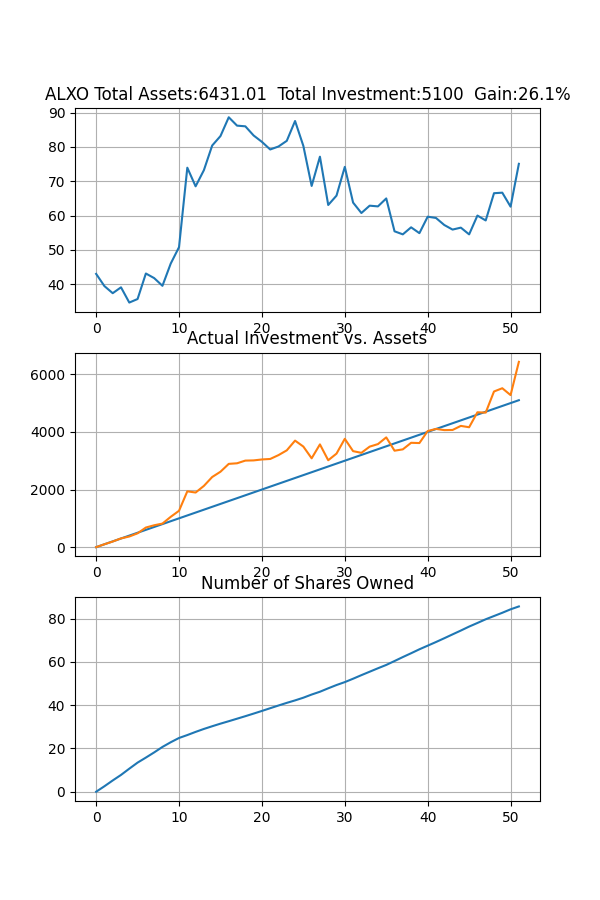 ALXO Total Assets:6431.01  Total Investment:5100  Gain:26.1%
90
80
70
60
50
40
0 10 20 30 40 50
Actual Investment vs. Assets
6000
4000
2000
0
0 10 20 30 40 50
Number of Shares Owned
80
60
40
20
0
0 10 20 30 40 50